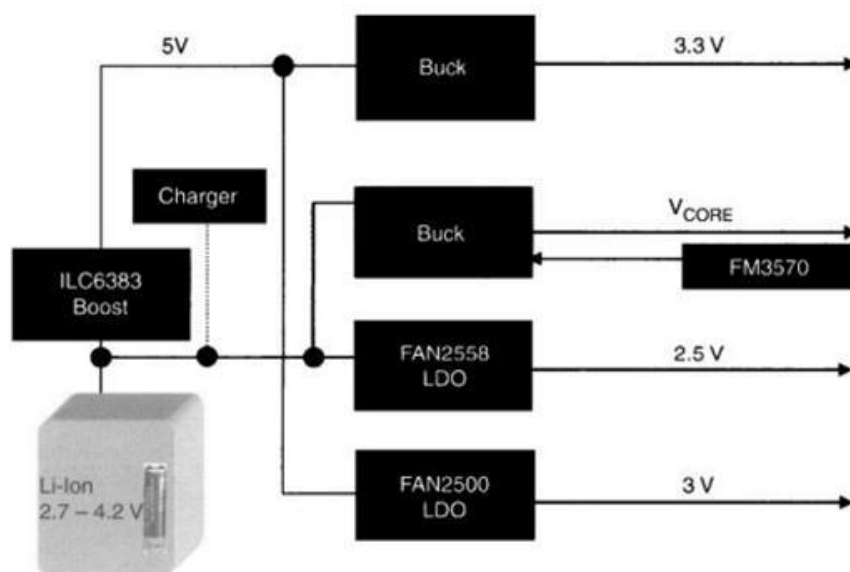 5V
Buck
3.3 V
Charger
Buck
V_CORE
FM3570
ILC6383
Boost
FAN2558
LDO
2.5 V
Li-Ion
2.7 – 4.2 V
FAN2500
LDO
3 V